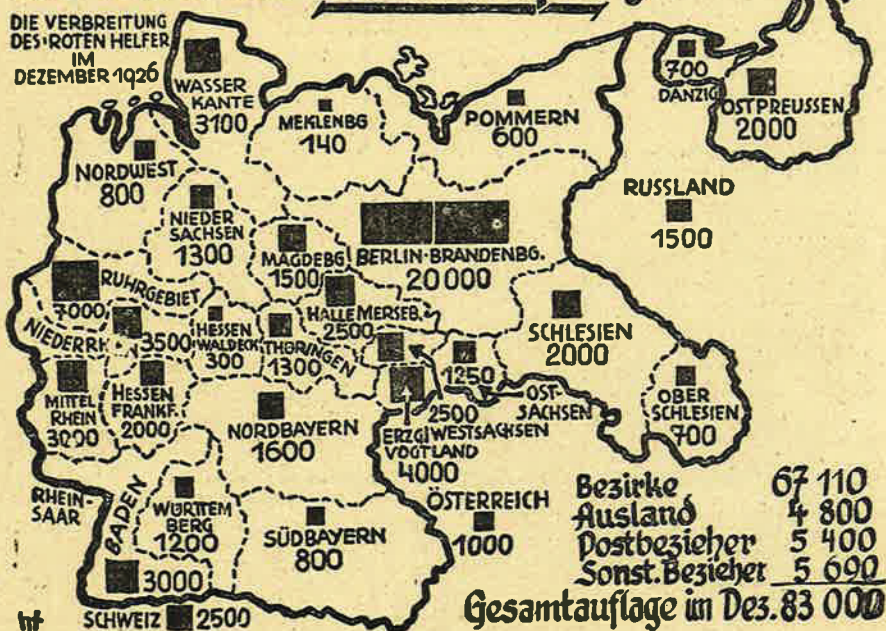 DIE VERBREITUNG
DES ROTEN HELFER
IM
DEZEMBER 1926
WASSER
KANTE
3100
MEKLENBG
140
POMMERN
600
700
DANZIG
OSTPREUSSEN
2000
NORDWEST
800
NIEDER
SACHSEN
1300
MAGDEBG
1500
BERLIN-BRANDENBG.
20 000
RUSSLAND
1500
RUHRGEBIET
7000
NIEDERRH
3500
HESSEN
WALDECK
300
THÜRINGEN
1300
HALLE MERSEB.
2500
SCHLESIEN
2000
1250
OST-
SACHSEN
2500
WESTSACHSEN
ERZG
VOGTLAND
4000
OBER
SCHLESIEN
700
MITTEL
RHEIN
3000
HESSEN
FRANKF.
2000
NORDBAYERN
1600
RHEIN-
SAAR
BADEN
3000
WÜRTTEM
BERG
1200
SÜDBAYERN
800
ÖSTERREICH
1000
SCHWEIZ 2500
Bezirke 67 110
Ausland 4 800
Postbezieher 5 400
Sonst. Bezieher 5 690
Gesamtauflage im Dez. 83 000
hf